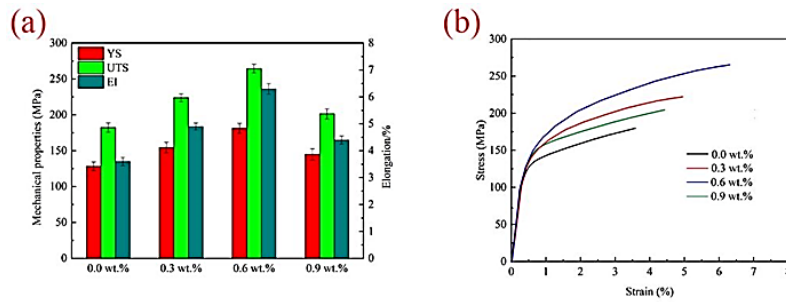 (a)
YS
UTS
EI
Mechanical properties (MPa)
300
250
200
150
100
50
0
8
7
6
5
4
3
2
1
0
Elongation/%
0.0 wt.%
0.3 wt.%
0.6 wt.%
0.9 wt.%
(b)
Stress (MPa)
300
250
200
150
100
50
0
0.0 wt.%
0.3 wt.%
0.6 wt.%
0.9 wt.%
0
1
2
3
4
5
6
7
8
Strain (%)